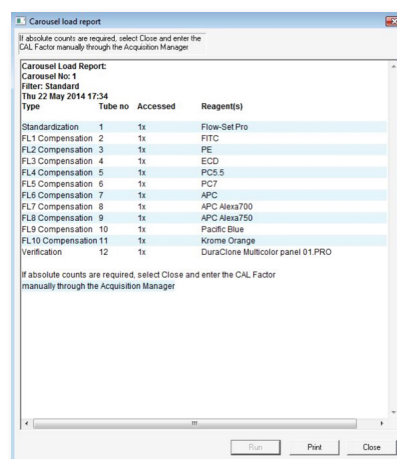 Carousel load report
If absolute counts are required, select Close and enter the
CAL Factor manually through the Acquisition Manager
Carousel Load Report:
Carousel No: 1
Filter: Standard
Thu 22 May 2014 17:34
Type Tube no Accessed Reagent(s)
Standardization 1 1x Flow-Set Pro
FL1 Compensation 2 1x FITC
FL2 Compensation 3 1x PE
FL3 Compensation 4 1x ECD
FL4 Compensation 5 1x PC5.5
FL5 Compensation 6 1x PC7
FL6 Compensation 7 1x APC
FL7 Compensation 8 1x APC Alexa700
FL8 Compensation 9 1x APC Alexa750
FL9 Compensation 10 1x Pacific Blue
FL10 Compensation 11 1x Krome Orange
Verification 12 1x DuraClone Multicolor panel 01.PRO
If absolute counts are required, select Close and enter the CAL Factor
manually through the Acquisition Manager
Run Print Close